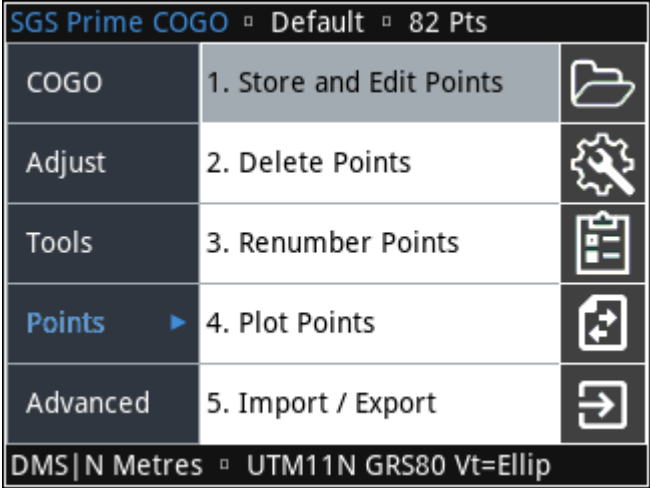 SGS Prime COGO ▫ Default ▫ 82 Pts
COGO
1. Store and Edit Points
Adjust
2. Delete Points
Tools
3. Renumber Points
Points ▸
4. Plot Points
Advanced
5. Import / Export
DMS|N Metres ▫ UTM11N GRS80 Vt=Ellip